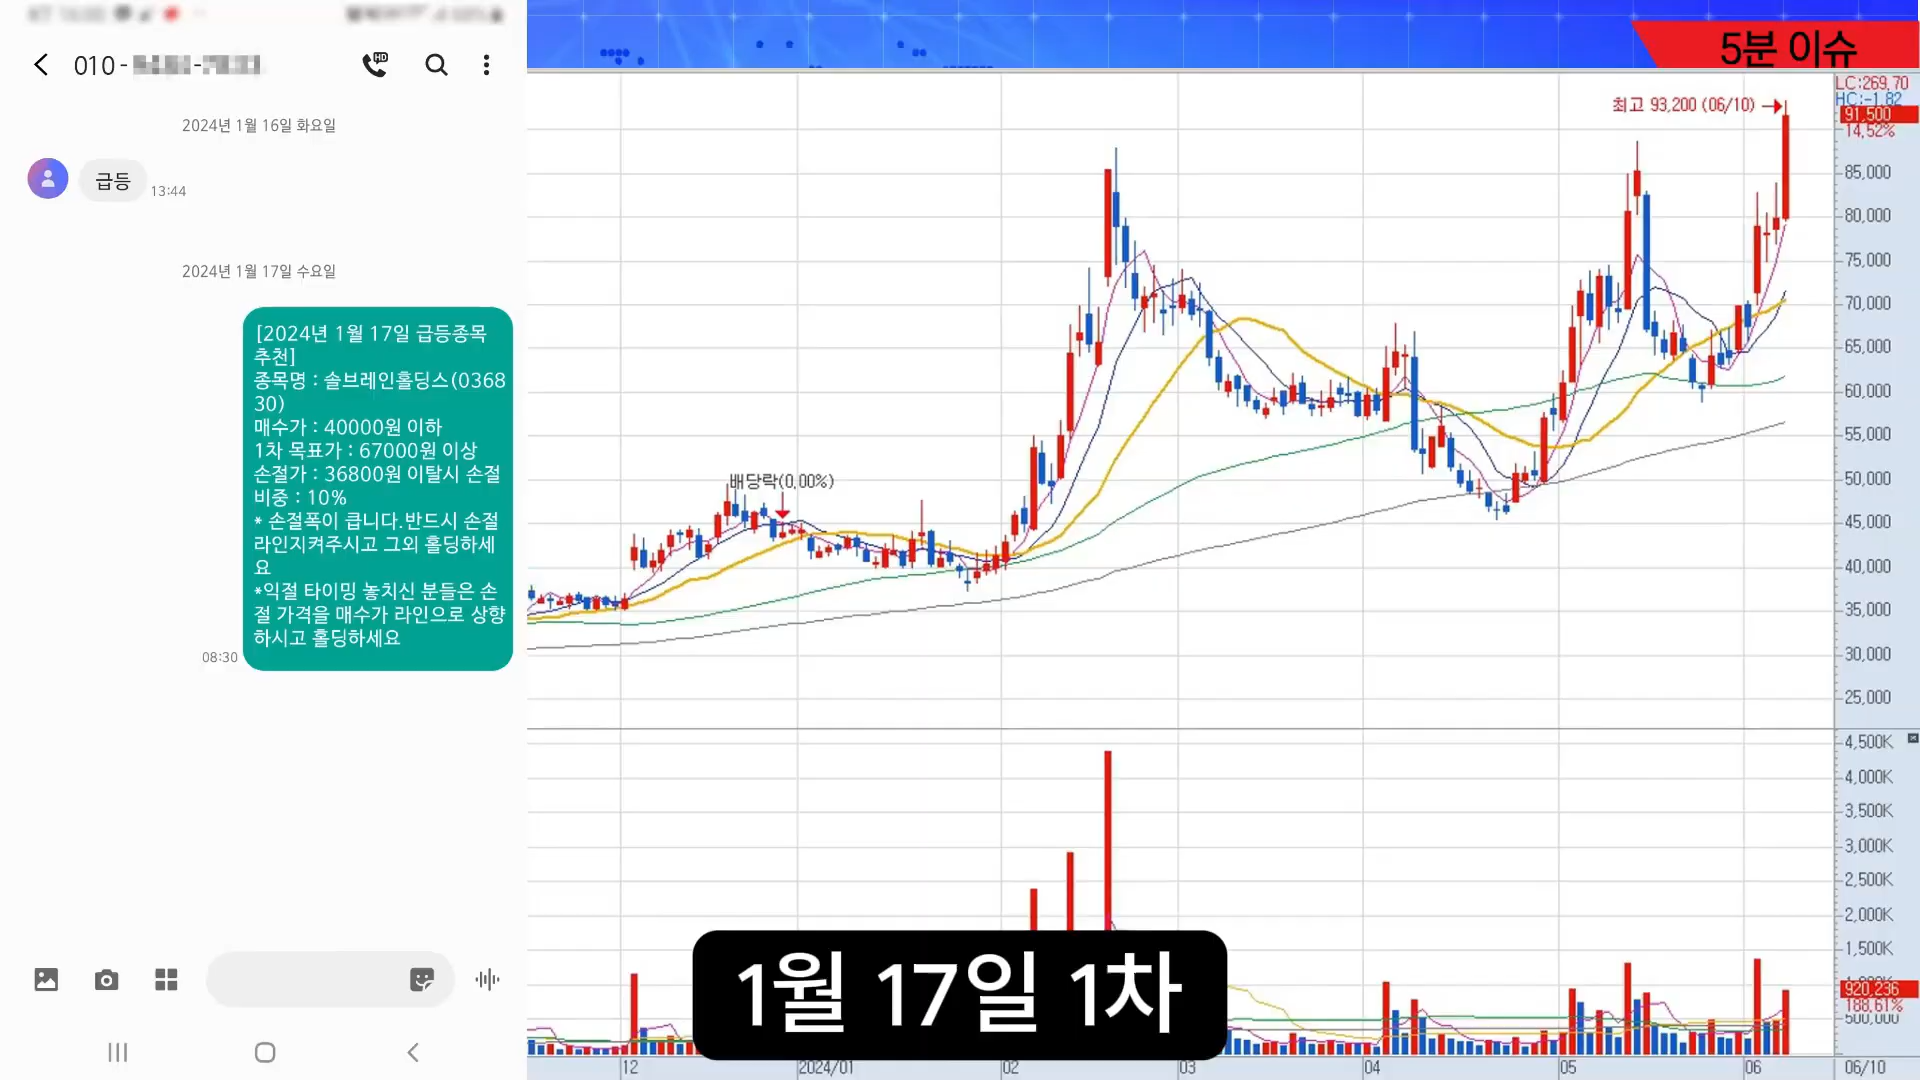 010 -
2024년 1월 16일 화요일
급등
13:44
2024년 1월 17일 수요일
[2024년 1월 17일 급등종목
추천]
종목명 : 솔브레인홀딩스(0368
30)
매수가 : 40000원 이하
1차 목표가 : 67000원 이상
손절가 : 36800원 이탈시 손절
비중 : 10%
* 손절폭이 큽니다.반드시 손절
라인지켜주시고 그외 홀딩하세
요
*익절 타이밍 놓치신 분들은 손
절 가격을 매수가 라인으로 상향
하시고 홀딩하세요
08:30
5분 이슈
최고 93,200 (06/10)
LC:269.70
HC:-1.82
91,500
14.52%
85,000
80,000
75,000
70,000
65,000
60,000
55,000
50,000
45,000
40,000
35,000
30,000
25,000
배당락(0.00%)
4,500K
4,000K
3,500K
3,000K
2,500K
2,000K
1,500K
920,236
188.61%
500,000
1월 17일 1차
12
2024/01
02
03
04
05
06
06/10